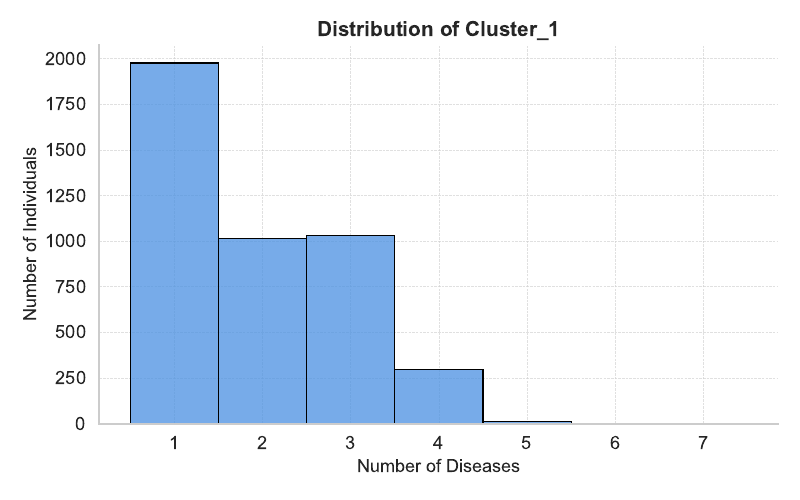 Distribution of Cluster_1
2000
1750
1500
1250
1000
750
500
250
0
Number of Individuals
1 2 3 4 5 6 7
Number of Diseases